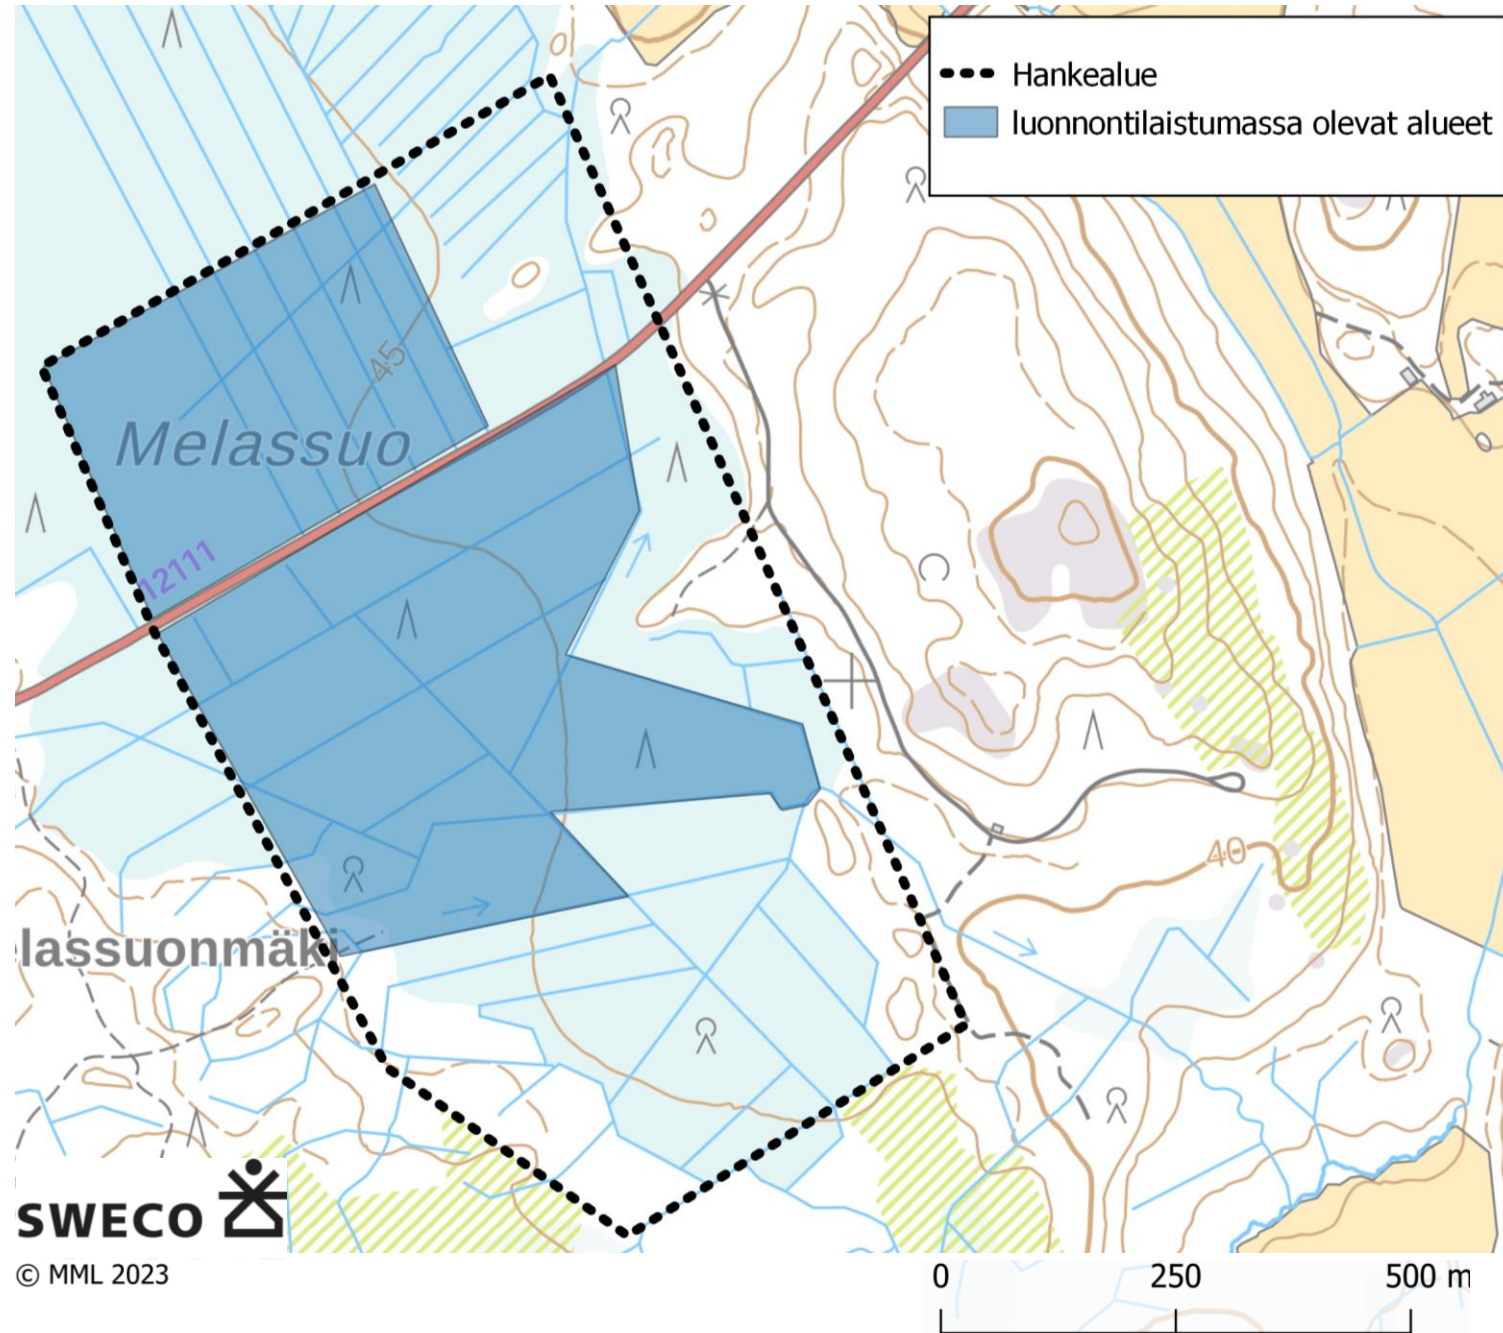 Hankealue
luonnontilaistumassa olevat alueet
45
Melassuo
12111
40
lassuonmäki
SWECO
© MML 2023
0 250 500 m